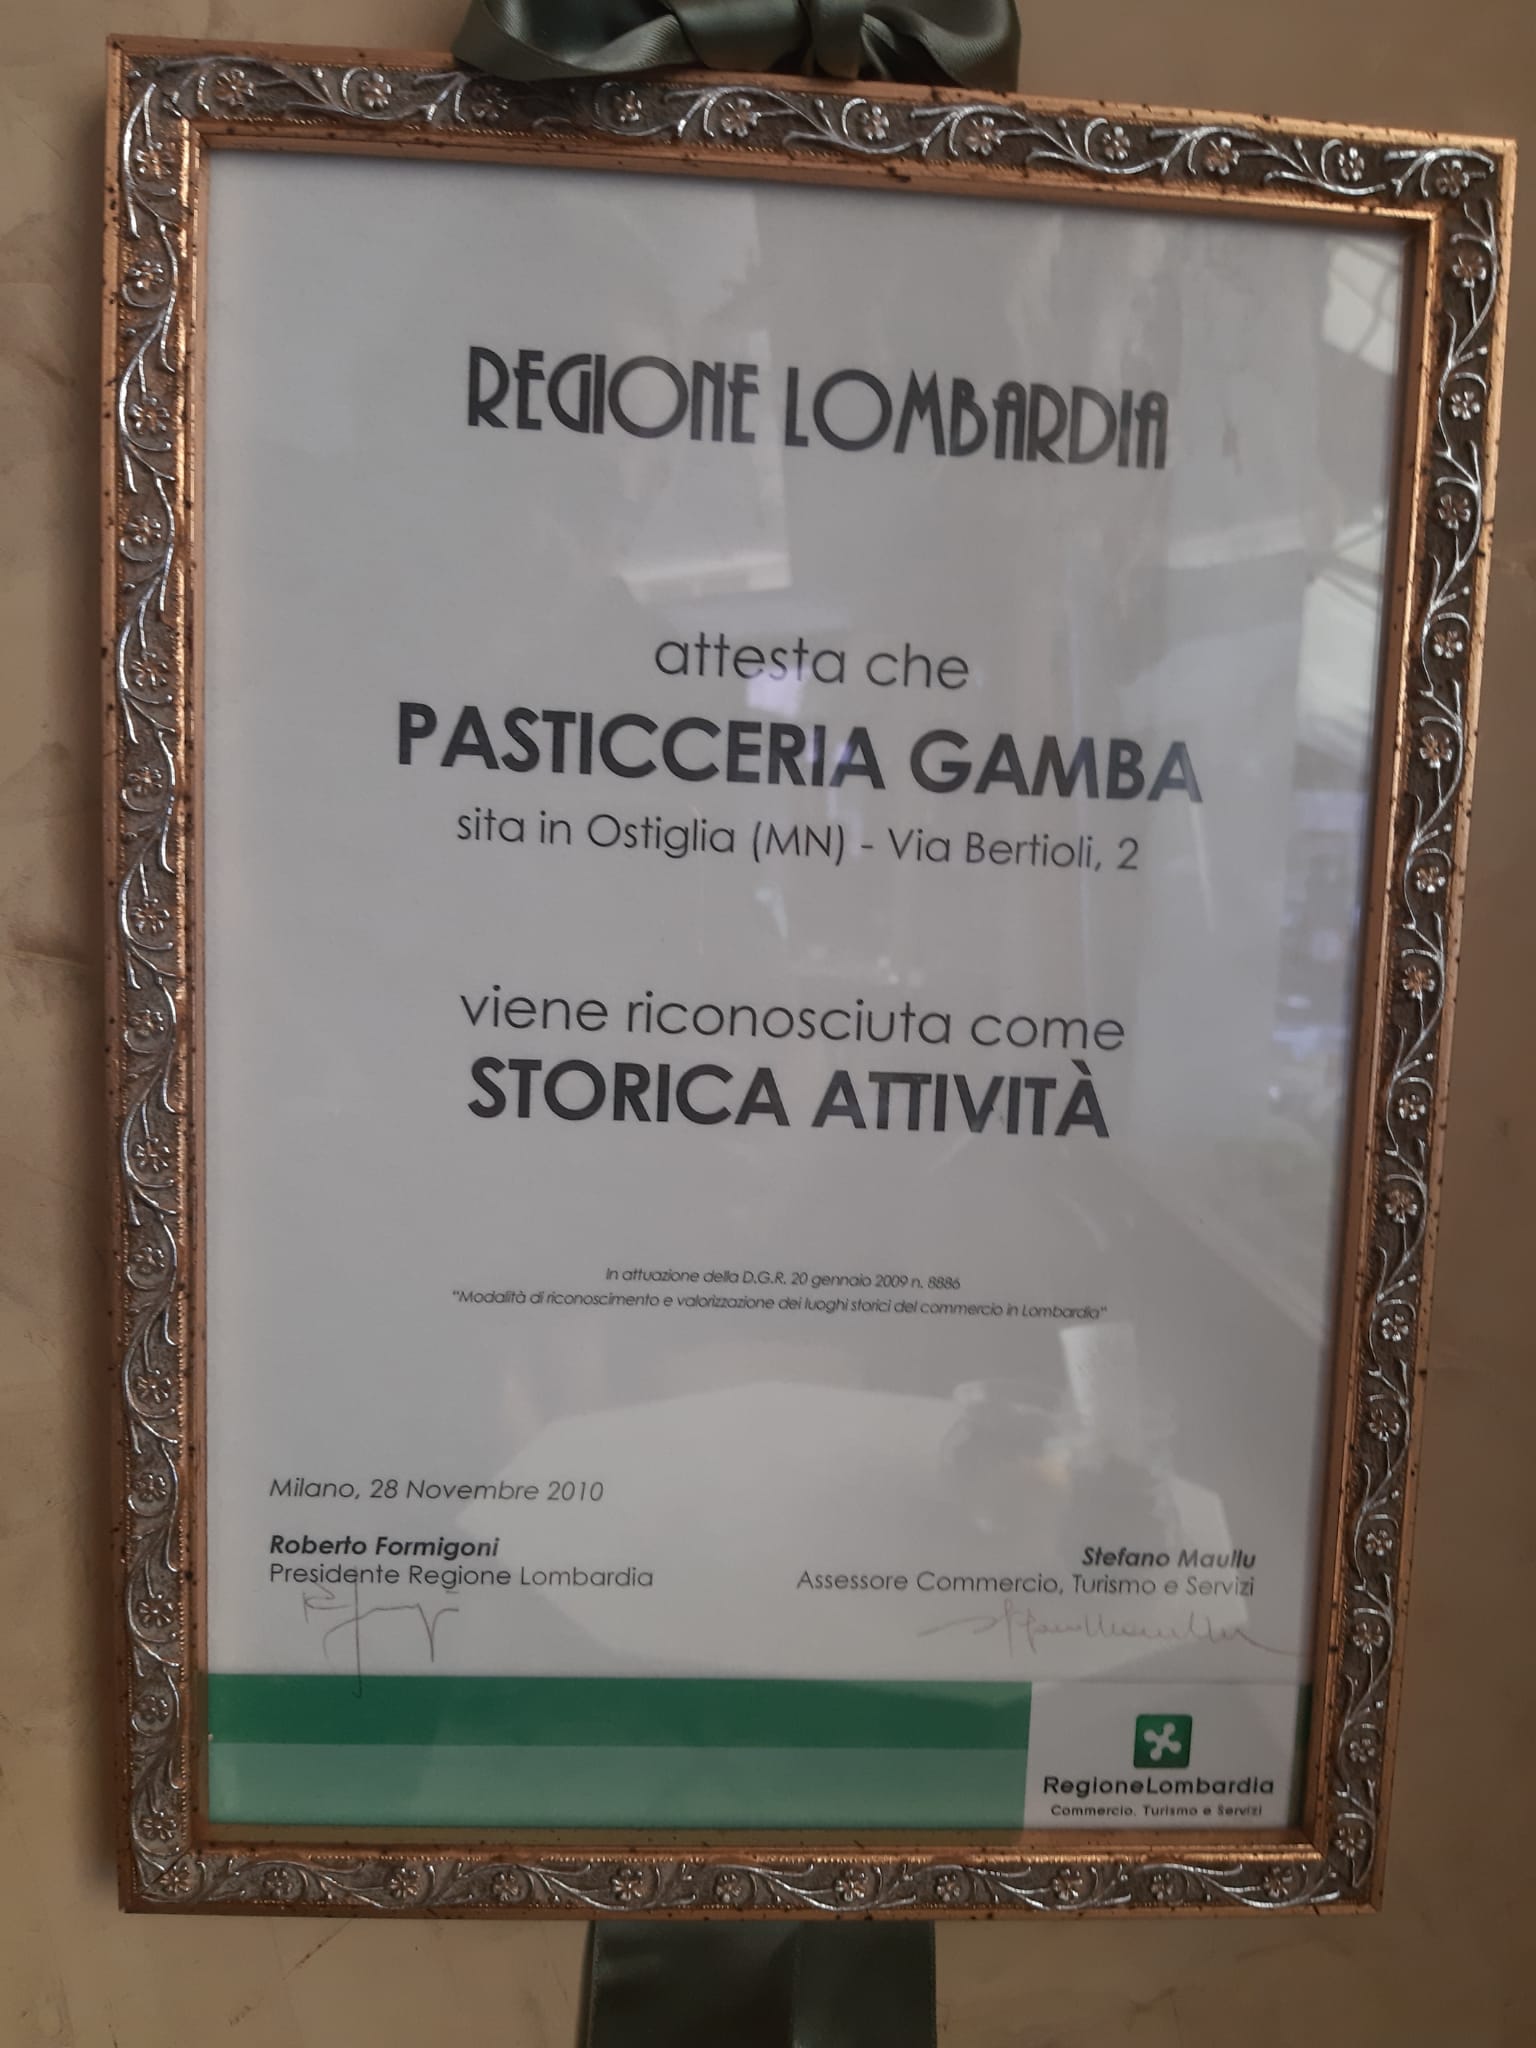 REGIONE LOMBARDIA
attesta che
PASTICCERIA GAMBA
sita in Ostiglia (MN) - Via Bertioli, 2
viene riconosciuta come
STORICA ATTIVITÀ
In attuazione della D.G.R. 20 gennaio 2009 n. 8886
"Modalità di riconoscimento e valorizzazione dei luoghi storici del commercio in Lombardia"
Milano, 28 Novembre 2010
Roberto Formigoni
Presidente Regione Lombardia
Stefano Maullu
Assessore Commercio, Turismo e Servizi
RegioneLombardia
Commercio, Turismo e Servizi